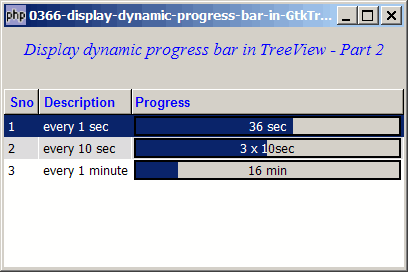 php 0366-display-dynamic-progress-bar-in-GtkTr...
Display dynamic progress bar in TreeView - Part 2
Sno Description Progress
1 every 1 sec 36 sec
2 every 10 sec 3 x 10sec
3 every 1 minute 16 min